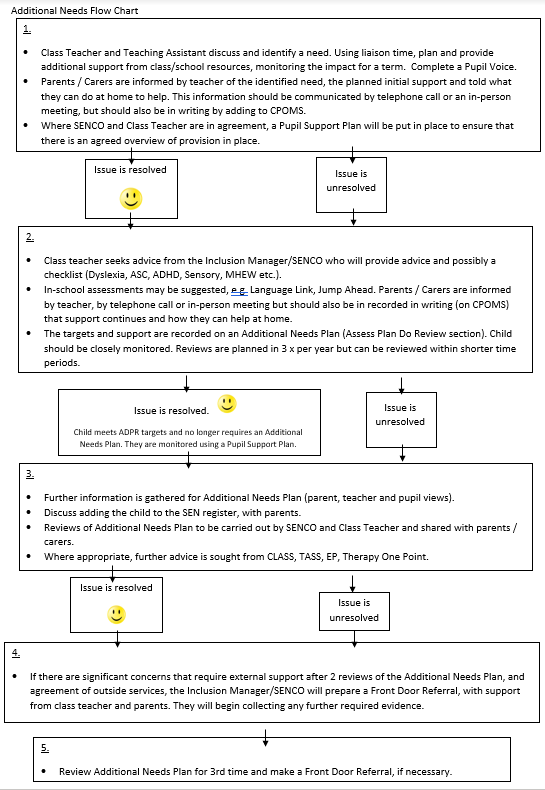 Additional Needs Flow Chart
1.
• Class Teacher and Teaching Assistant discuss and identify a need. Using liaison time, plan and provide
additional support from class/school resources, monitoring the impact for a term.  Complete a Pupil Voice.
• Parents / Carers are informed by teacher of the identified need, the planned initial support and told what
they can do at home to help. This information should be communicated by telephone call or an in-person
meeting, but should also be in writing by adding to CPOMS.
• Where SENCO and Class Teacher are in agreement, a Pupil Support Plan will be put in place to ensure that
there is an agreed overview of provision in place.
Issue is resolved
Issue is
unresolved
2.
• Class teacher seeks advice from the Inclusion Manager/SENCO who will provide advice and possibly a
checklist (Dyslexia, ASC, ADHD, Sensory, MHEW etc.).
• In-school assessments may be suggested, e.g. Language Link, Jump Ahead. Parents / Carers are informed
by teacher, by telephone call or in-person meeting but should also be in recorded in writing (on CPOMS)
that support continues and how they can help at home.
• The targets and support are recorded on an Additional Needs Plan (Assess Plan Do Review section). Child
should be closely monitored. Reviews are planned in 3 x per year but can be reviewed within shorter time
periods.
Issue is resolved.
Child meets ADPR targets and no longer requires an Additional
Needs Plan. They are monitored using a Pupil Support Plan.
Issue is
unresolved
3.
• Further information is gathered for Additional Needs Plan (parent, teacher and pupil views).
• Discuss adding the child to the SEN register, with parents.
• Reviews of Additional Needs Plan to be carried out by SENCO and Class Teacher and shared with parents /
carers.
• Where appropriate, further advice is sought from CLASS, TASS, EP, Therapy One Point.
Issue is resolved
Issue is
unresolved
4.
• If there are significant concerns that require external support after 2 reviews of the Additional Needs Plan, and
agreement of outside services, the Inclusion Manager/SENCO will prepare a Front Door Referral, with support
from class teacher and parents. They will begin collecting any further required evidence.
5.
• Review Additional Needs Plan for 3rd time and make a Front Door Referral, if necessary.